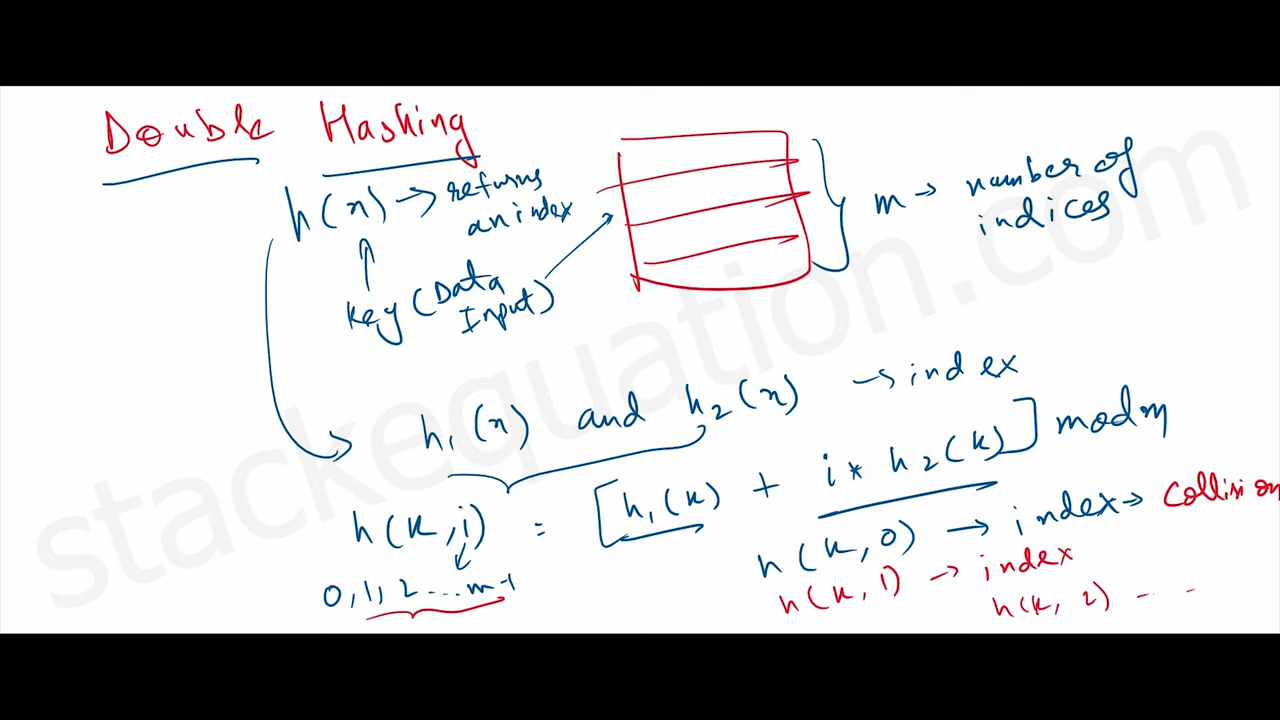 Double Hashing
h(x) → returns
an index
key (Data
Input)
m → number of
indices
h₁(x) and h₂(x) → index
h(k,i) = [h₁(k) + i * h₂(k)] mod m
0, 1, 2 ... m-1
h(k, 0) → index → Collision
h(k, 1) → index
h(k, 2) - - -
stackequation.com